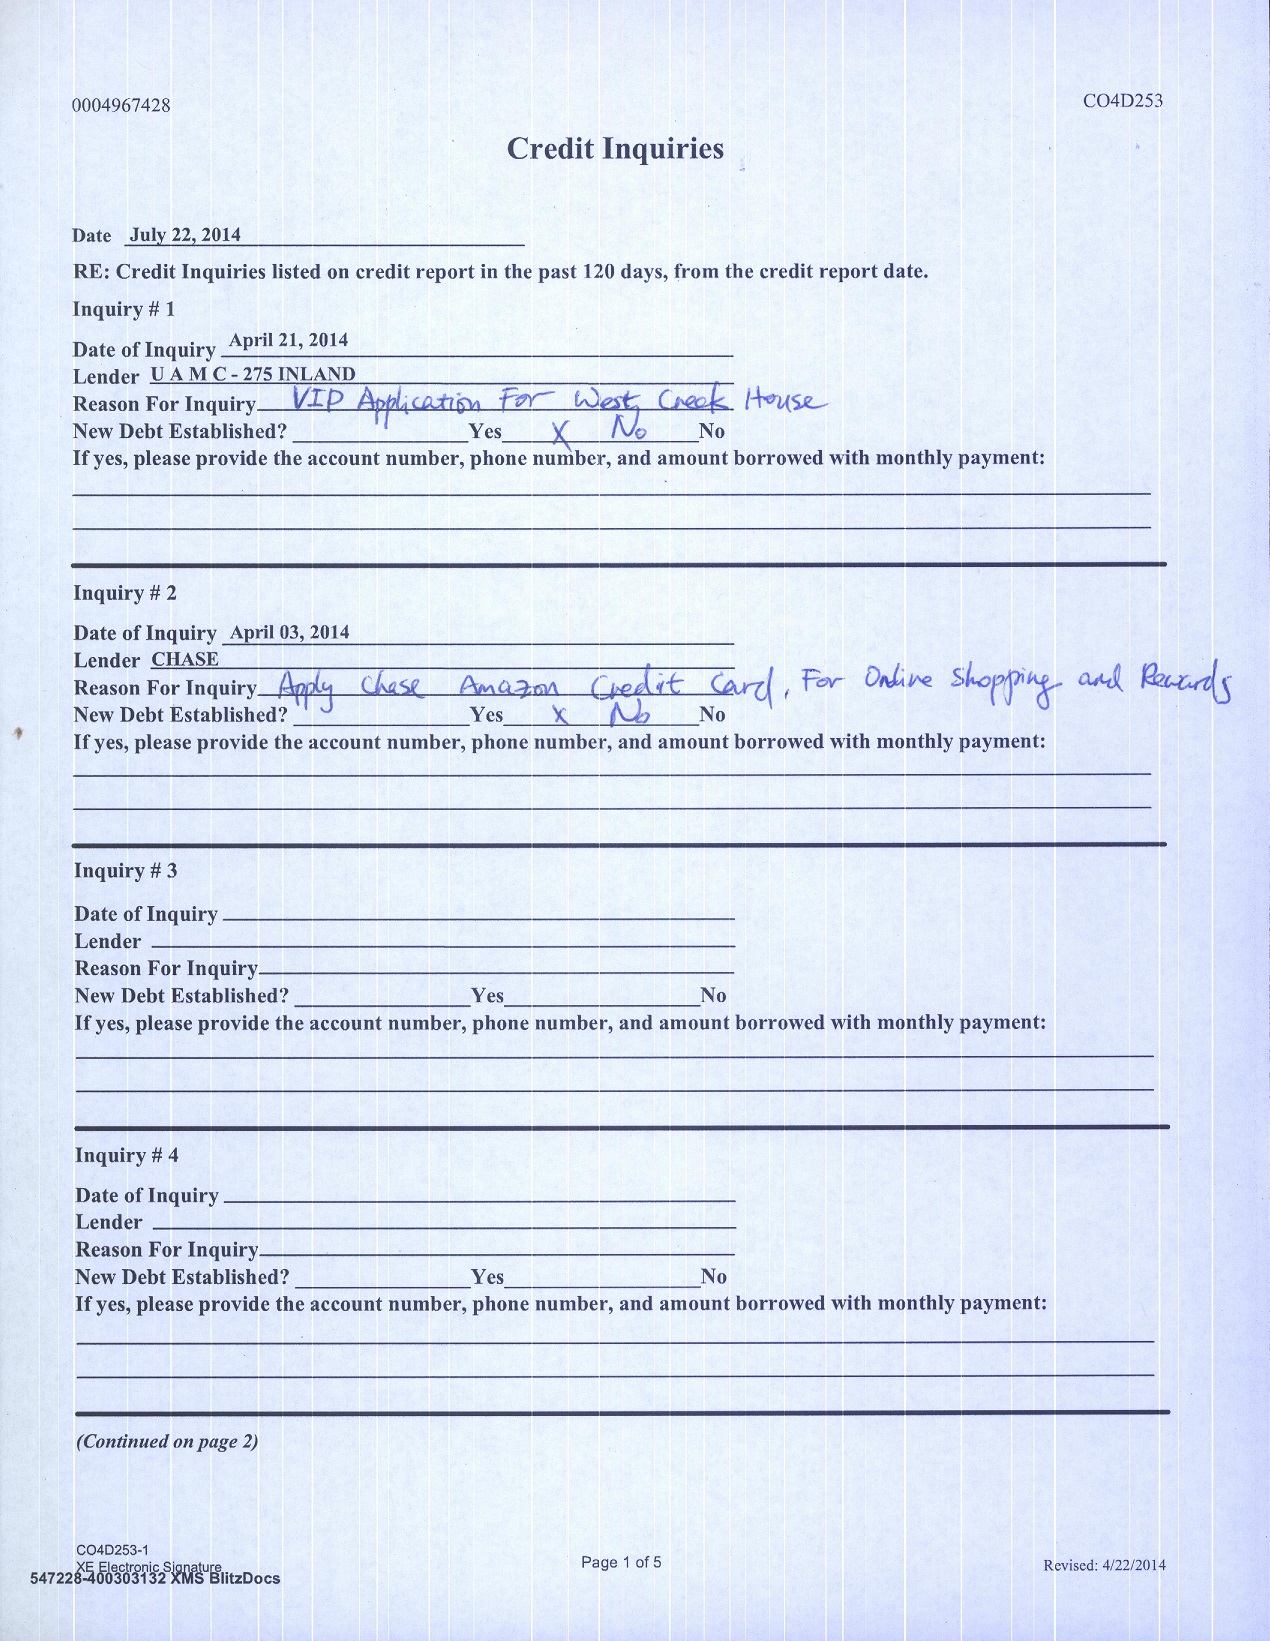 0004967428 CO4D253
Credit Inquiries
Date July 22, 2014
RE: Credit Inquiries listed on credit report in the past 120 days, from the credit report date.
Inquiry # 1
Date of Inquiry April 21, 2014
Lender U A M C - 275 INLAND
Reason For Inquiry VIP Application For West Creek House
New Debt Established? Yes X No No
If yes, please provide the account number, phone number, and amount borrowed with monthly payment:
Inquiry # 2
Date of Inquiry April 03, 2014
Lender CHASE
Reason For Inquiry Apply Chase Amazon Credit Card, For Online Shopping and Rewards
New Debt Established? Yes X No No
If yes, please provide the account number, phone number, and amount borrowed with monthly payment:
Inquiry # 3
Date of Inquiry
Lender
Reason For Inquiry
New Debt Established? Yes No
If yes, please provide the account number, phone number, and amount borrowed with monthly payment:
Inquiry # 4
Date of Inquiry
Lender
Reason For Inquiry
New Debt Established? Yes No
If yes, please provide the account number, phone number, and amount borrowed with monthly payment:
(Continued on page 2)
CO4D253-1
XE Electronic Signature
547228-400303132 XMS BlitzDocs
Page 1 of 5
Revised: 4/22/2014